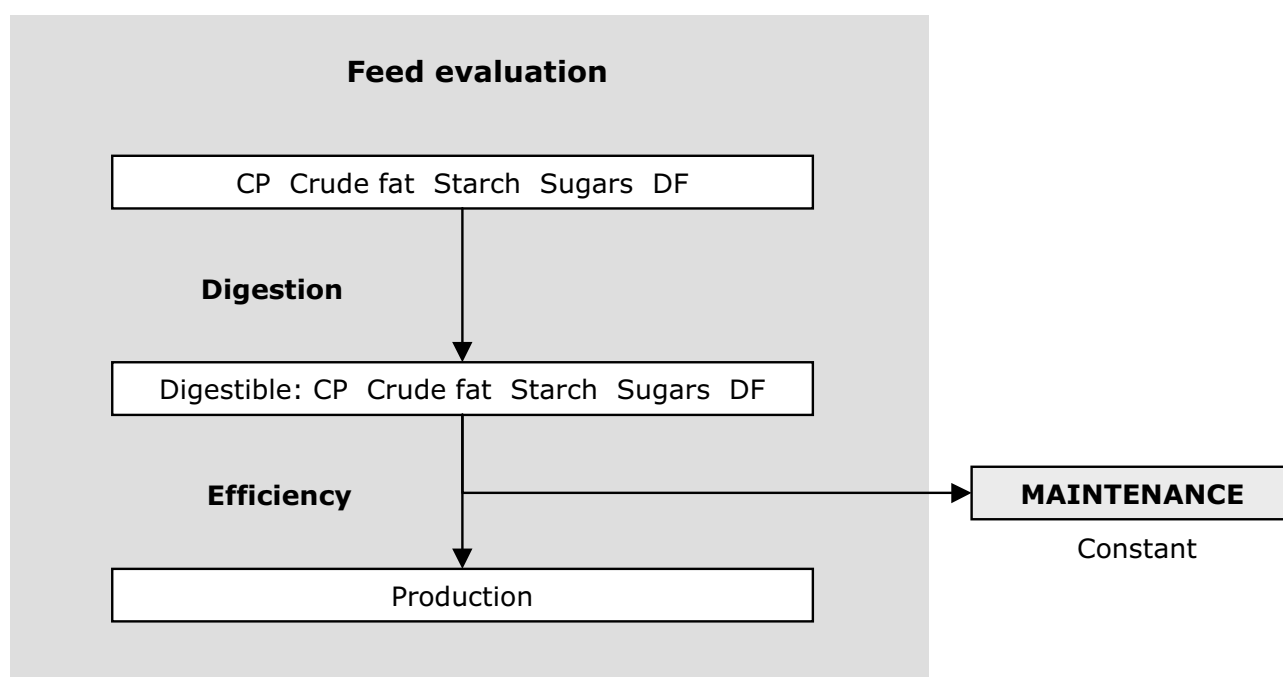 Feed evaluation
CP Crude fat Starch Sugars DF
Digestion
Digestible: CP Crude fat Starch Sugars DF
Efficiency
MAINTENANCE
Constant
Production